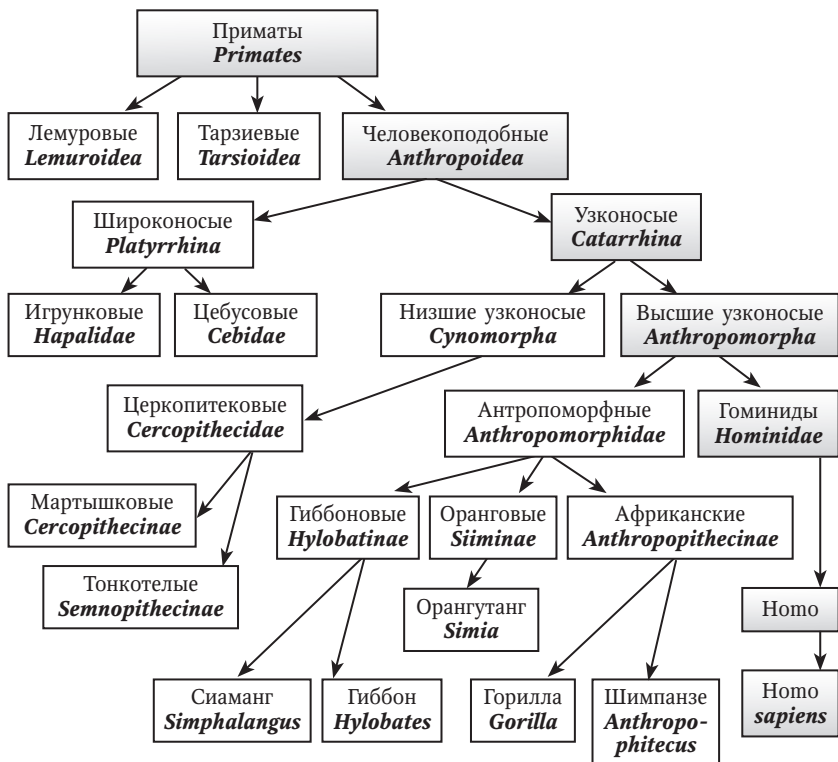 Приматы
Primates
Лемуровые
Lemuroidea
Тарзиевые
Tarsioidea
Человекоподобные
Anthropoidea
Широконосые
Platyrrhina
Узконосые
Catarrhina
Игрунковые
Hapalidae
Цебусовые
Cebidae
Низшие узконосые
Cynomorpha
Высшие узконосые
Anthropomorpha
Церкопитековые
Cercopithecidae
Антропоморфные
Anthropomorphidae
Гоминиды
Hominidae
Мартышковые
Cercopithecinae
Гиббоновые
Hylobatinae
Оранговые
Siiminae
Африканские
Anthropopithecinae
Тонкотелые
Semnopithecinae
Орангутанг
Simia
Homo
Сиаманг
Simphalangus
Гиббон
Hylobates
Горилла
Gorilla
Шимпанзе
Anthropo-
phitecus
Homo
sapiens